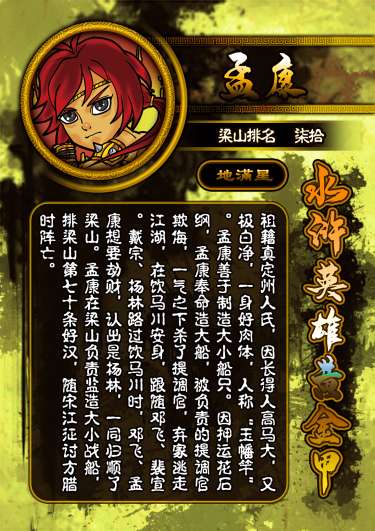 孟康
梁山排名 柒拾
地满星
水浒英雄黄金甲
祖籍真定州人氏，因长得人高马大，又
极白净，一身好肉体，人称“玉幡竿”
。孟康善于制造大小船只。因押运花石
纲，孟康奉命造大船，被负责的提调官
欺侮，一气之下杀了提调官，弃家逃走
江湖，在饮马川安身，跟随邓飞、裴宣
。戴宗、杨林路过饮马川时，邓飞、孟
康想要劫财，认出是杨林，一同归顺了
梁山。孟康在梁山负责监造大小战船，
排梁山第七十条好汉，随宋江征讨方腊
时阵亡。